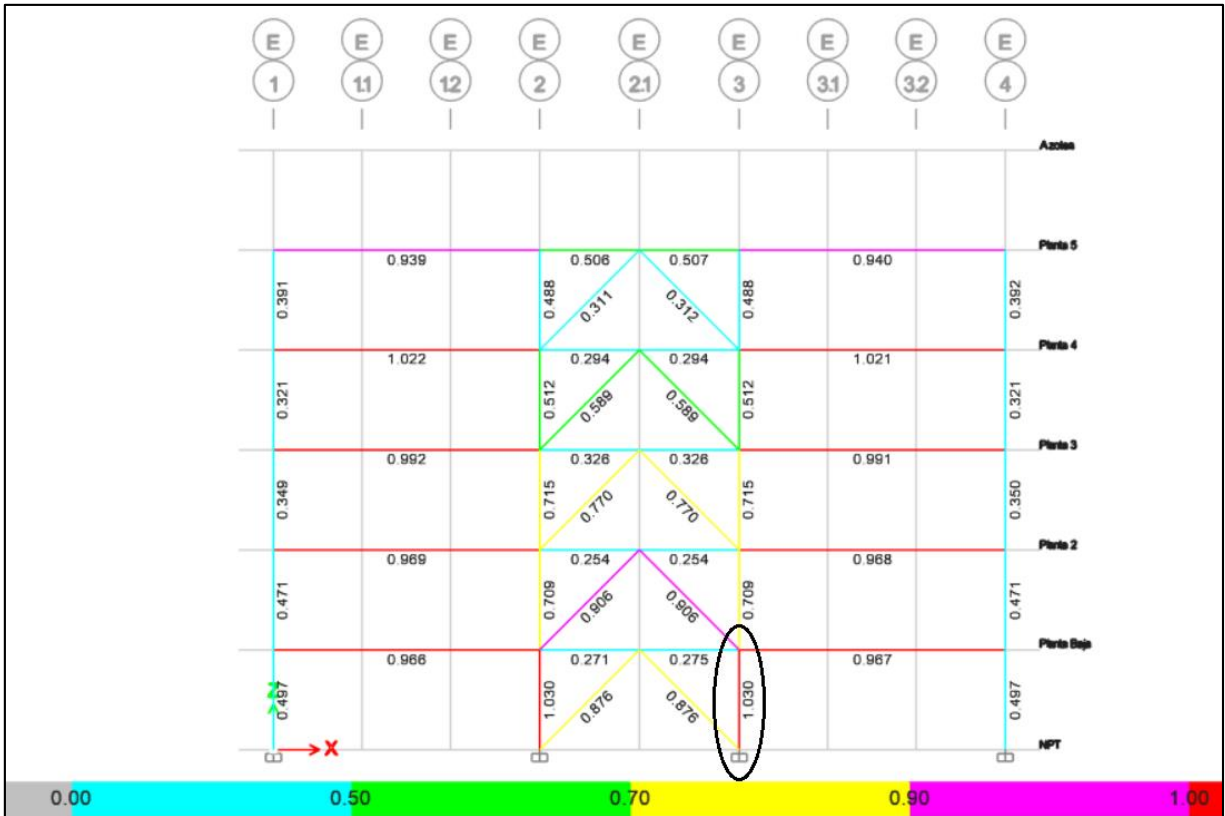 E E E E E E E E E
1 1.1 1.2 2 2.1 3 3.1 3.2 4
Azotea
Planta 5
0.939 0.506 0.507 0.940
0.391 0.488 0.311 0.312 0.488 0.392
Planta 4
1.022 0.294 0.294 1.021
0.321 0.512 0.589 0.589 0.512 0.321
Planta 3
0.992 0.326 0.326 0.991
0.349 0.715 0.770 0.770 0.715 0.350
Planta 2
0.969 0.254 0.254 0.968
0.471 0.709 0.906 0.906 0.709 0.471
Planta Baja
0.966 0.271 0.275 0.967
0.497 1.030 0.876 0.876 1.030 0.497
Z
X
NPT
0.00 0.50 0.70 0.90 1.00